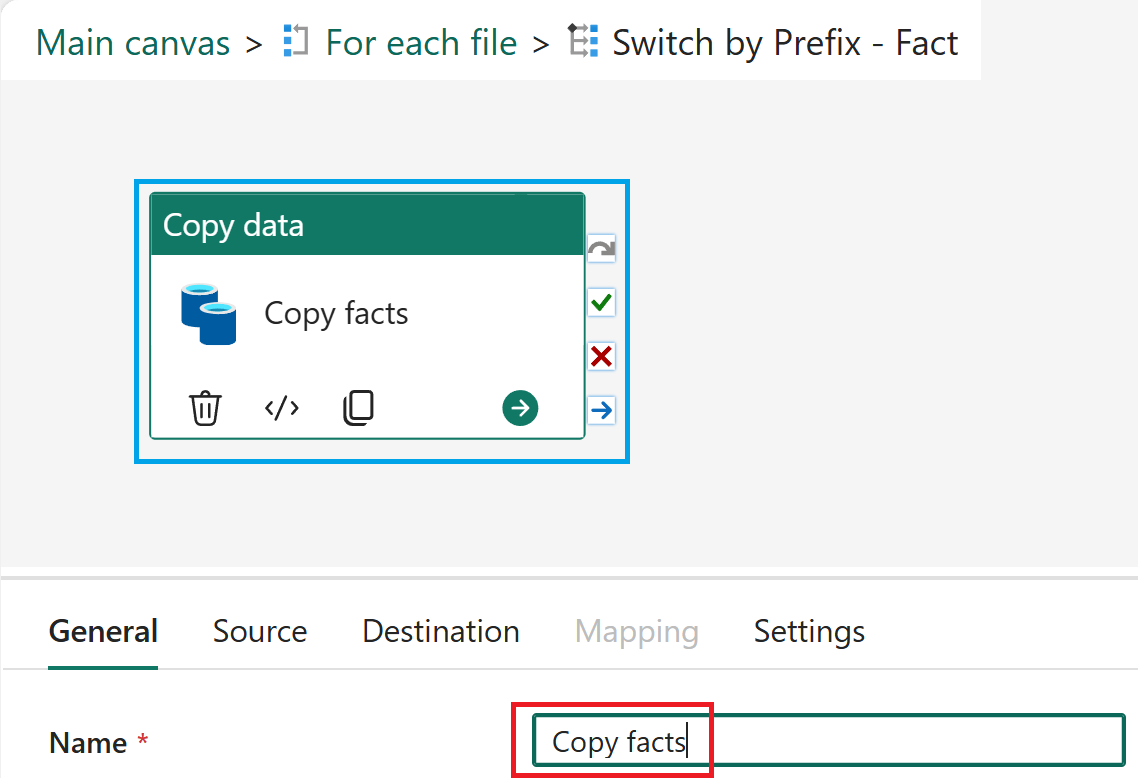 Main canvas > For each file > Switch by Prefix - Fact
Copy data
Copy facts
General Source Destination Mapping Settings
Name * Copy facts